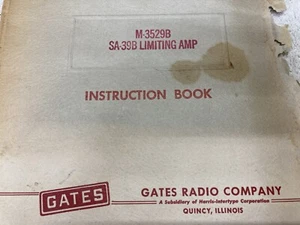 M-3529B
SA-39B LIMITING AMP
INSTRUCTION BOOK
GATES
GATES RADIO COMPANY
A Subsidiary of Harris-Intertype Corporation
QUINCY, ILLINOIS